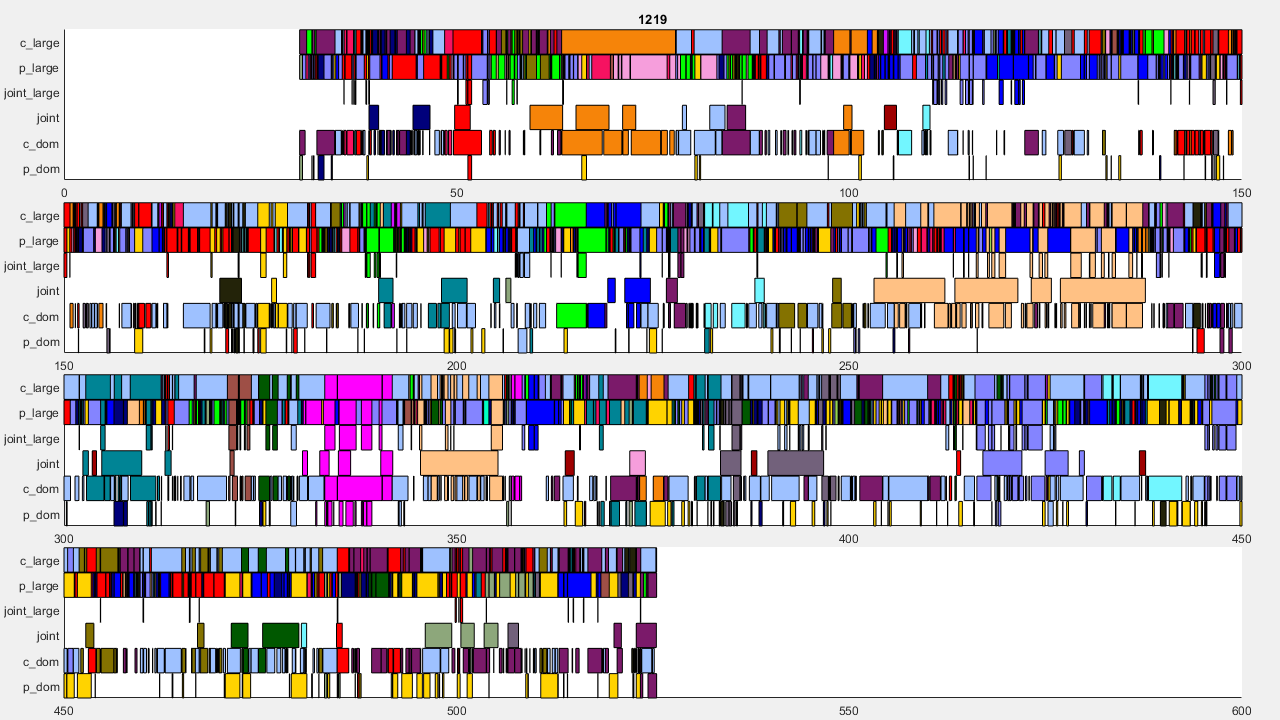 1219
c_large
p_large
joint_large
joint
c_dom
p_dom
0 50 100 150
c_large
p_large
joint_large
joint
c_dom
p_dom
150 200 250 300
c_large
p_large
joint_large
joint
c_dom
p_dom
300 350 400 450
c_large
p_large
joint_large
joint
c_dom
p_dom
450 500 550 600